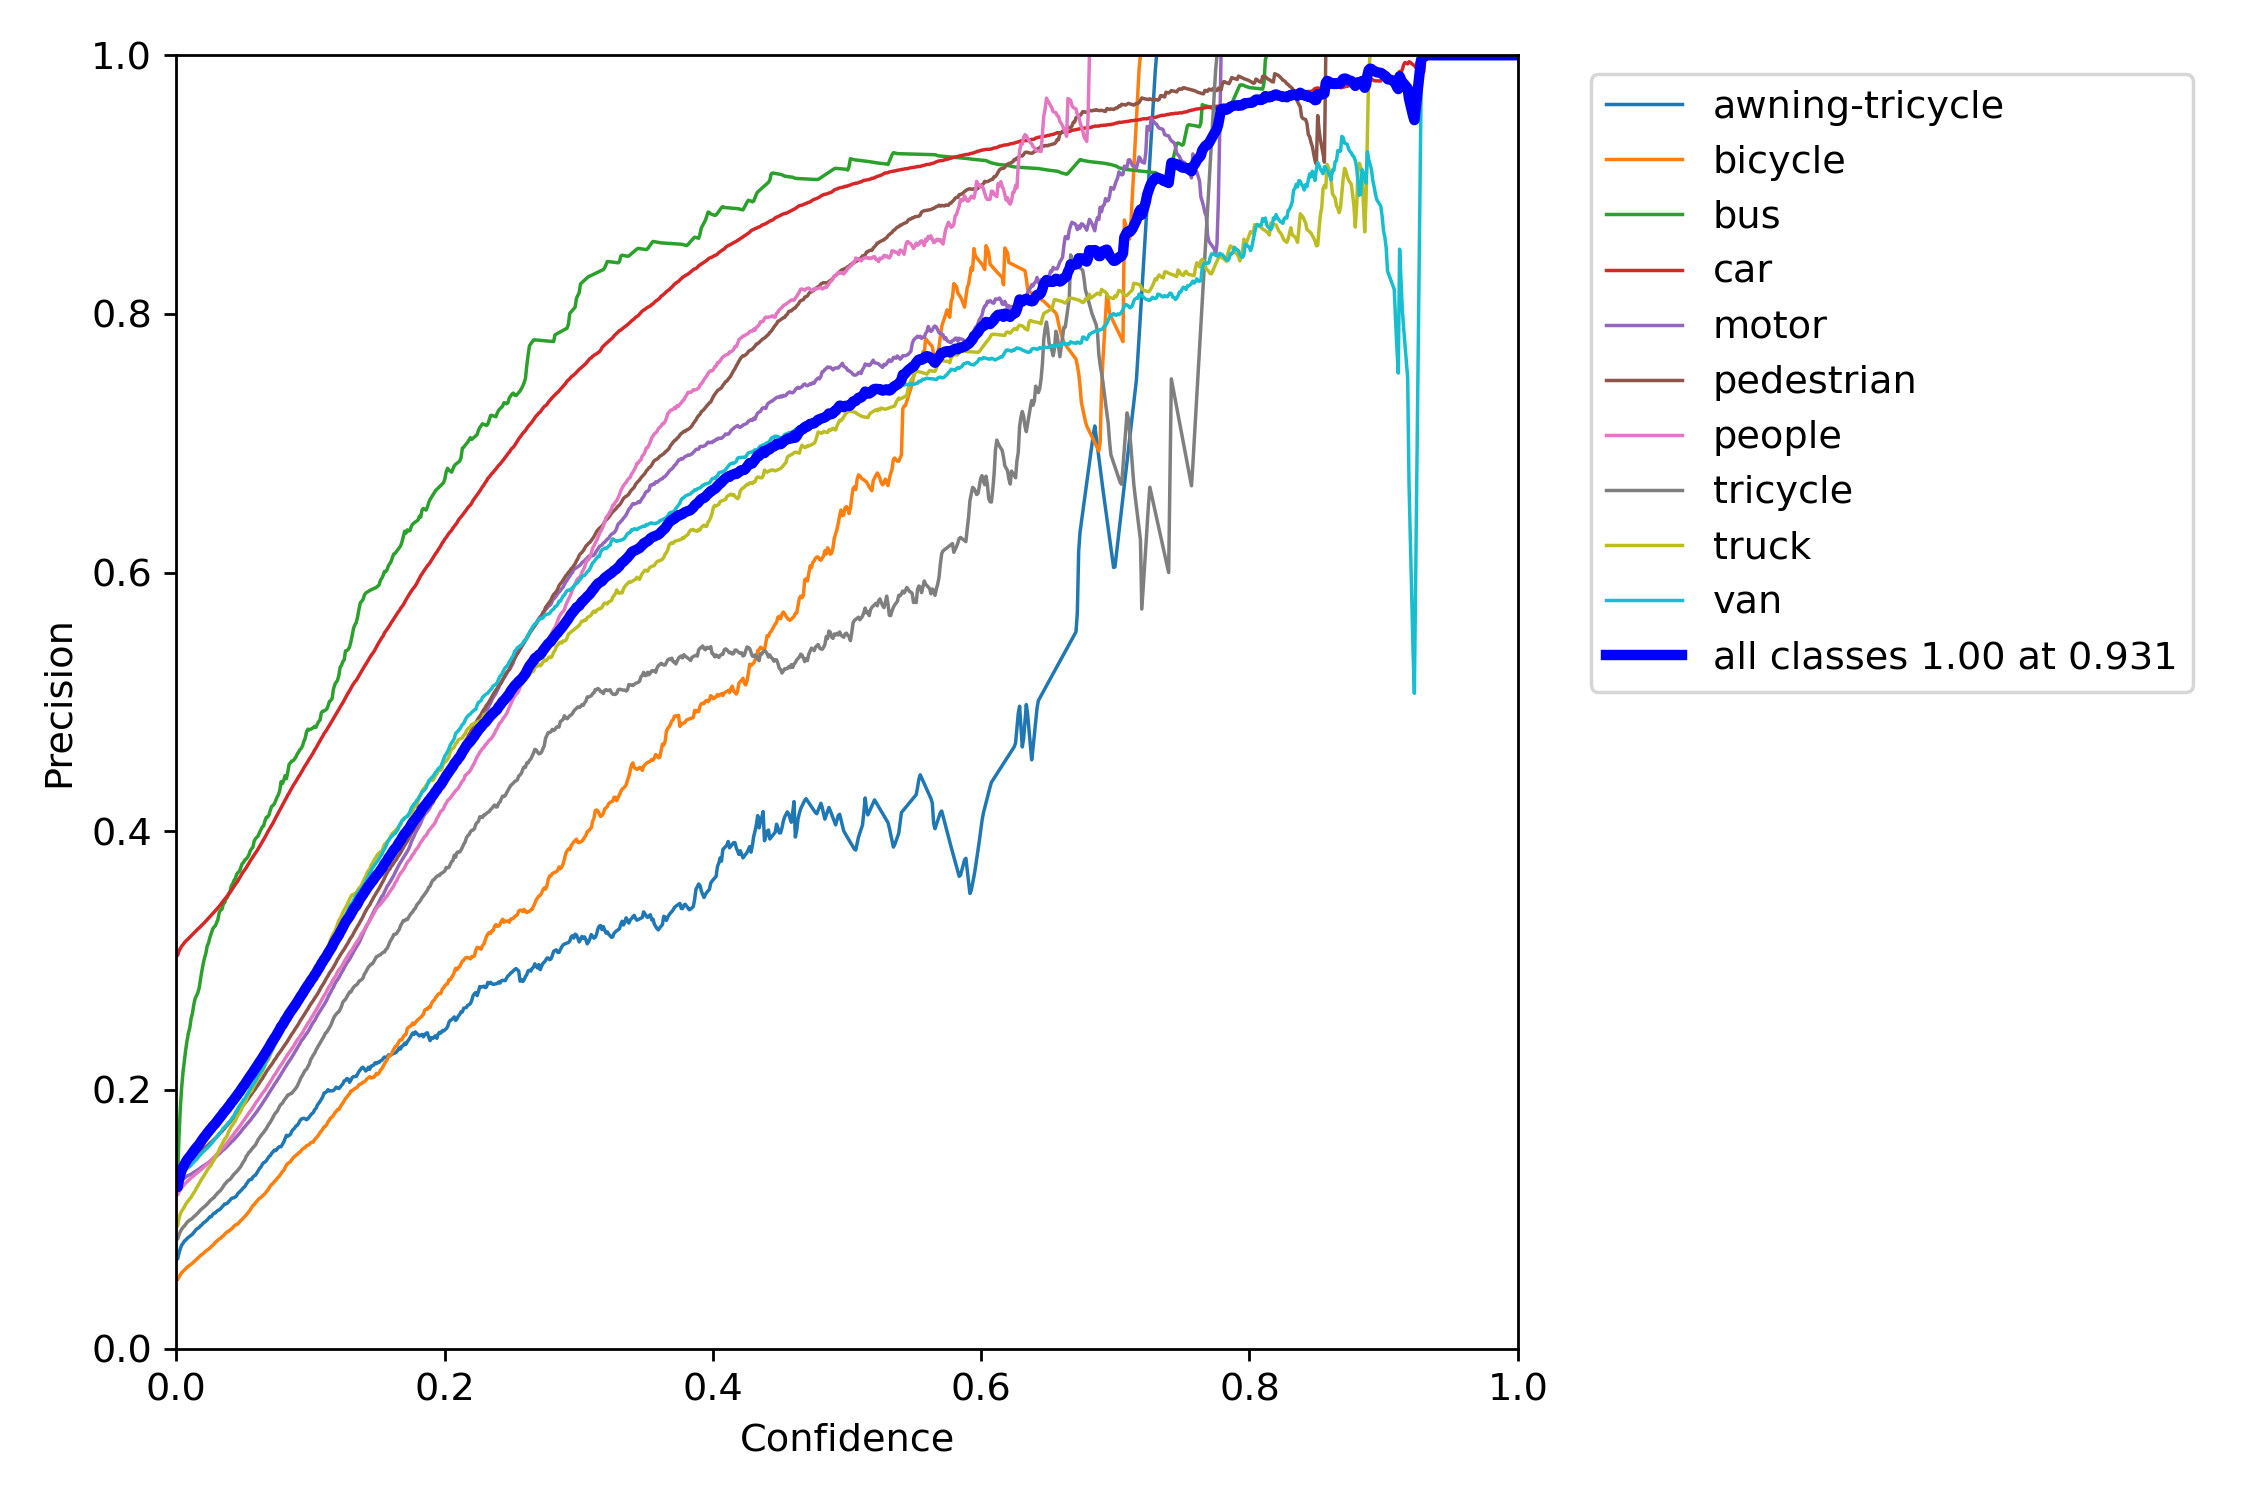 1.0
0.8
0.6
0.4
0.2
0.0
Precision
0.0 0.2 0.4 0.6 0.8 1.0
Confidence
awning-tricycle
bicycle
bus
car
motor
pedestrian
people
tricycle
truck
van
all classes 1.00 at 0.931